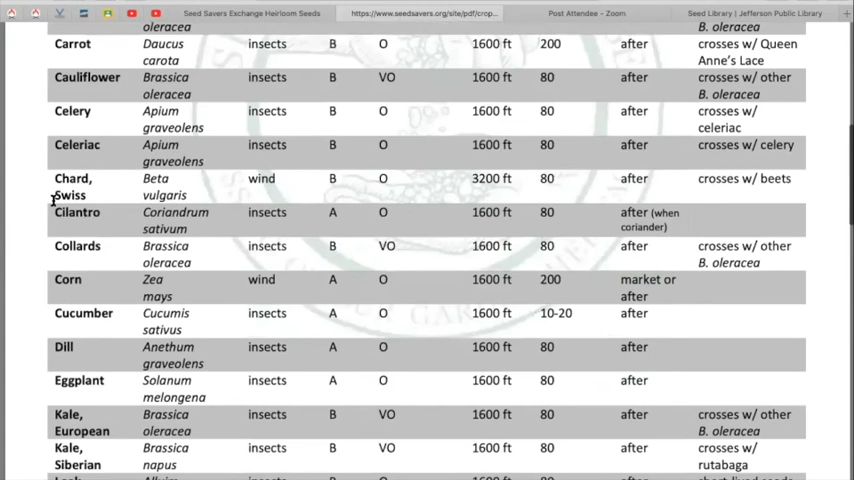 Seed Savers Exchange Heirloom Seeds https://www.seedsavers.org/site/pdf/crop... Post Attendee – Zoom Seed Library | Jefferson Public Library
oleracea B. oleracea
Carrot Daucus insects B O 1600 ft 200 after crosses w/ Queen
carota Anne's Lace
Cauliflower Brassica insects B VO 1600 ft 80 after crosses w/ other
oleracea B. oleracea
Celery Apium insects B O 1600 ft 80 after crosses w/
graveolens celeriac
Celeriac Apium insects B O 1600 ft 80 after crosses w/ celery
graveolens
Chard, Beta wind B O 3200 ft 80 after crosses w/ beets
Swiss vulgaris
Cilantro Coriandrum insects A O 1600 ft 80 after (when
sativum coriander)
Collards Brassica insects B VO 1600 ft 80 after crosses w/ other
oleracea B. oleracea
Corn Zea wind A O 1600 ft 200 market or
mays after
Cucumber Cucumis insects A O 1600 ft 10-20 after
sativus
Dill Anethum insects A O 1600 ft 80 after
graveolens
Eggplant Solanum insects A O 1600 ft 80 after
melongena
Kale, Brassica insects B VO 1600 ft 80 after crosses w/ other
European oleracea B. oleracea
Kale, Brassica insects B VO 1600 ft 80 after crosses w/
Siberian napus rutabaga